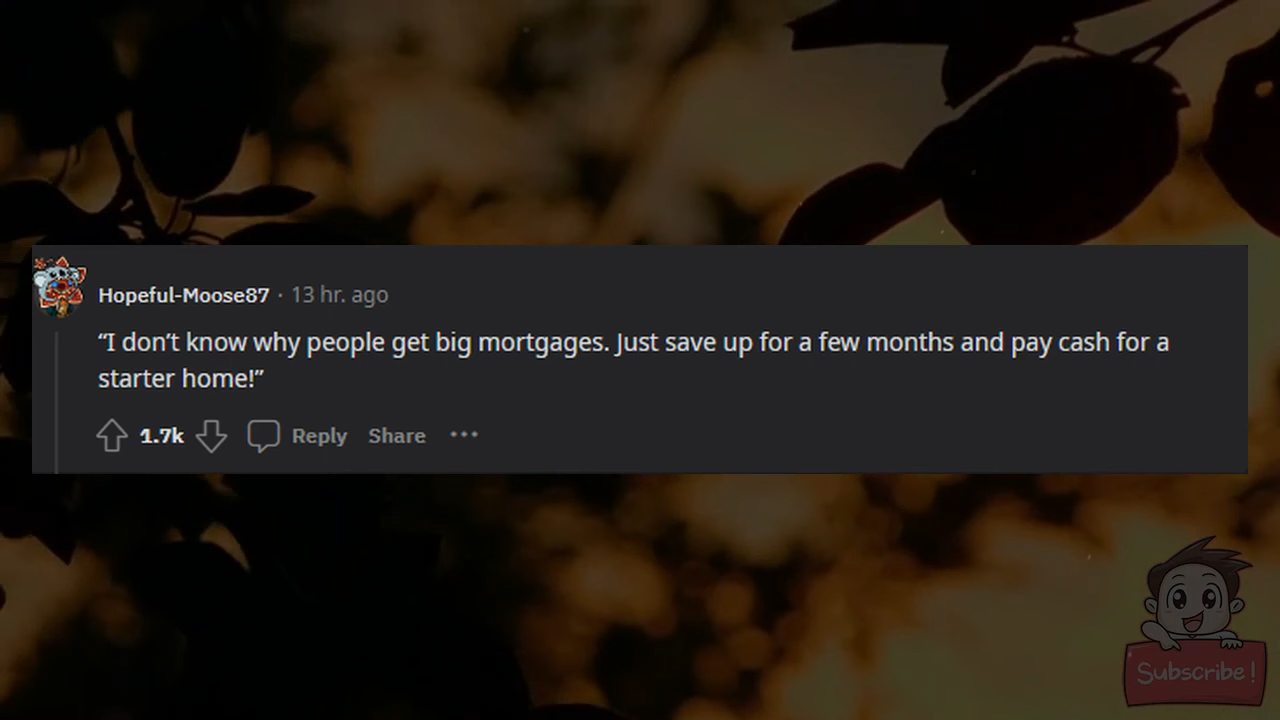 Hopeful-Moose87 · 13 hr. ago
“I don’t know why people get big mortgages. Just save up for a few months and pay cash for a
starter home!”
1.7k Reply Share ···
Subscribe!